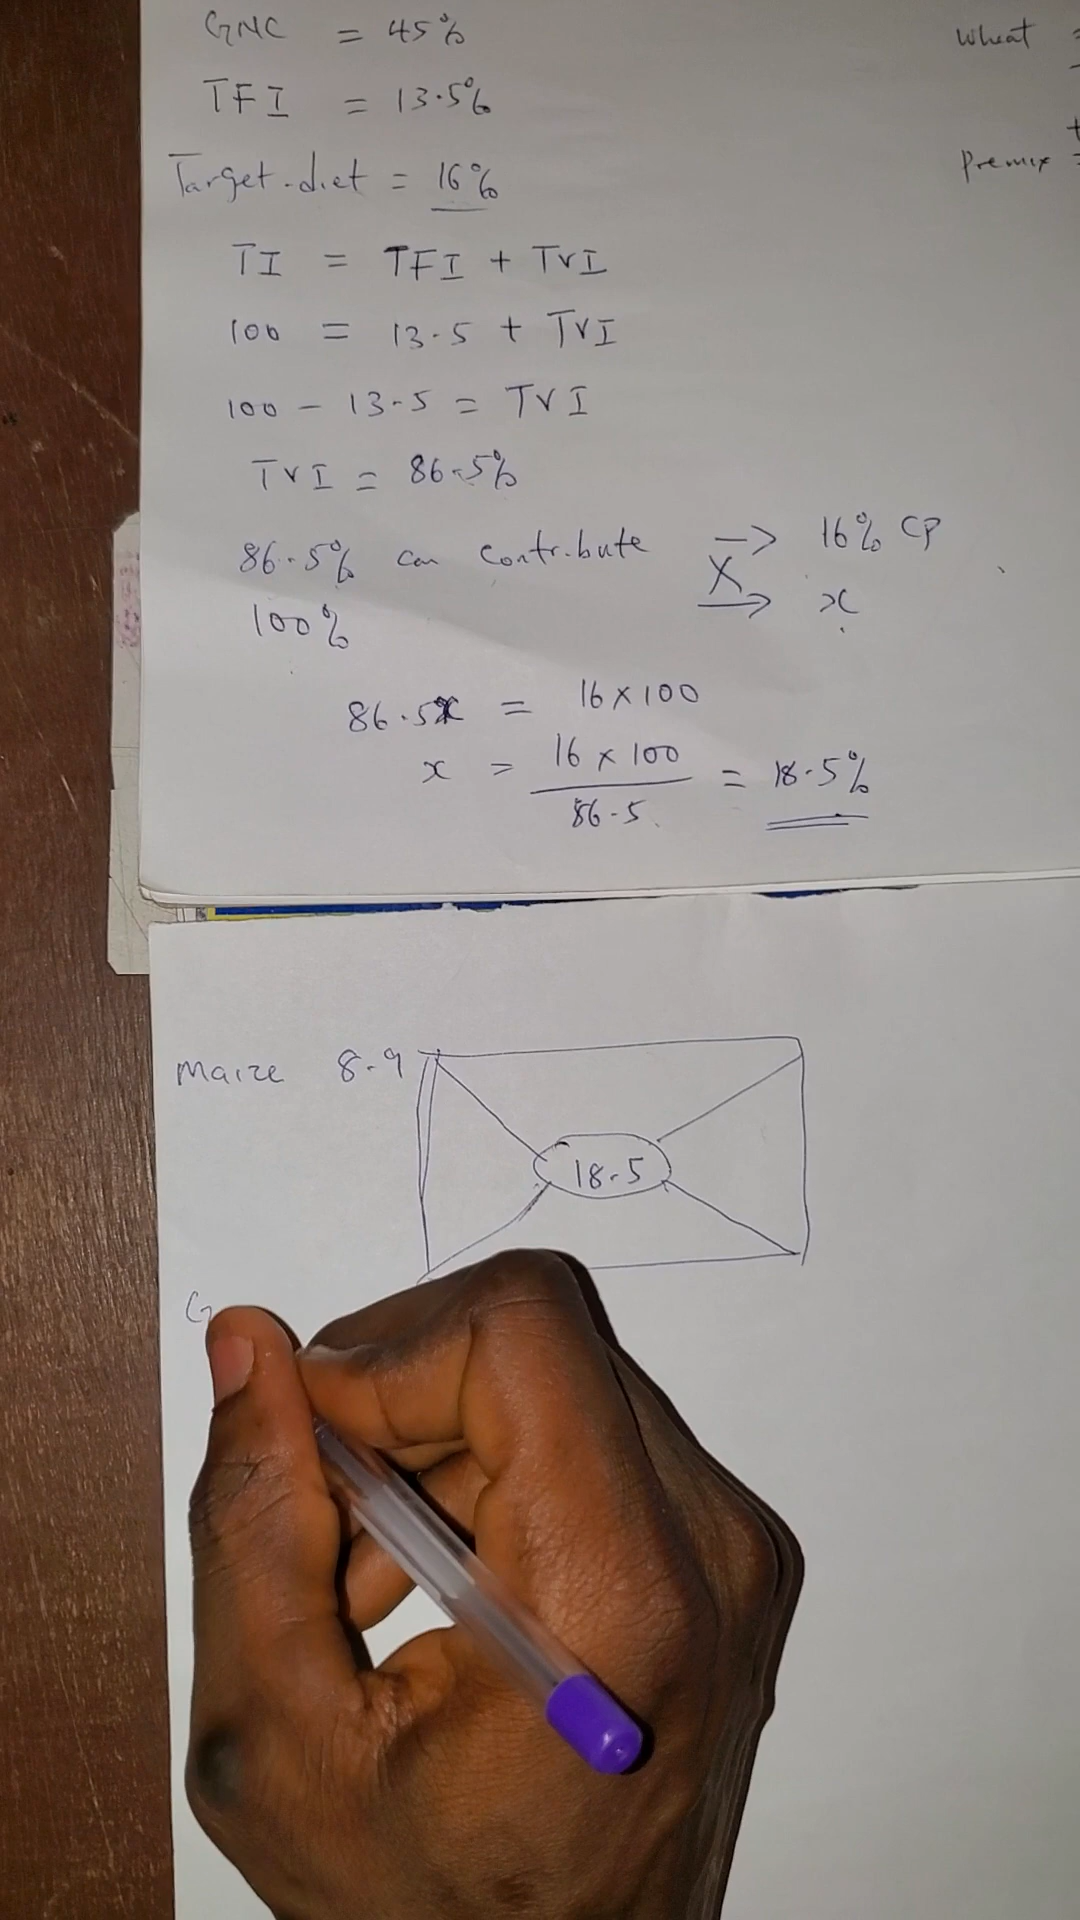 GNC = 45%
Wheat =
TFI = 13.5%
Premix =
Target.diet = 16%
TI = TFI + TVI
100 = 13.5 + TVI
100 - 13.5 = TVI
TVI = 86.5%
86.5% can contribute → 16% CP
100% → x
86.5x = 16 x 100
x = 16 x 100 / 86.5 = 18.5%
Maize 8.9
18.5
G